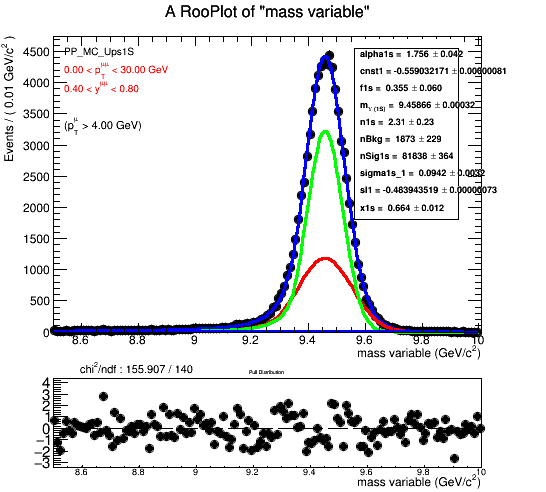 A RooPlot of "mass variable"
Events / ( 0.01 GeV/c² )
PP_MC_Ups1S
0.00 < p_T^μμ < 30.00 GeV
0.40 < y^μμ < 0.80
(p_T^μ > 4.00 GeV)
alpha1s = 1.756 ± 0.042
cnst1 = -0.559032171 ± 0.00000081
f1s = 0.355 ± 0.060
m_ϒ(1S) = 9.45866 ± 0.00032
n1s = 2.31 ± 0.23
nBkg = 1873 ± 229
nSig1s = 81838 ± 364
sigma1s_1 = 0.0942 ± 0.0032
sl1 = -0.483943519 ± 0.00000073
x1s = 0.664 ± 0.012
4500
4000
3500
3000
2500
2000
1500
1000
500
0
8.6 8.8 9 9.2 9.4 9.6 9.8 10
mass variable (GeV/c²)
chi²/ndf : 155.907 / 140
Pull Distribution
4
3
2
1
0
−1
−2
−3
8.6 8.8 9 9.2 9.4 9.6 9.8 10
mass variable (GeV/c²)